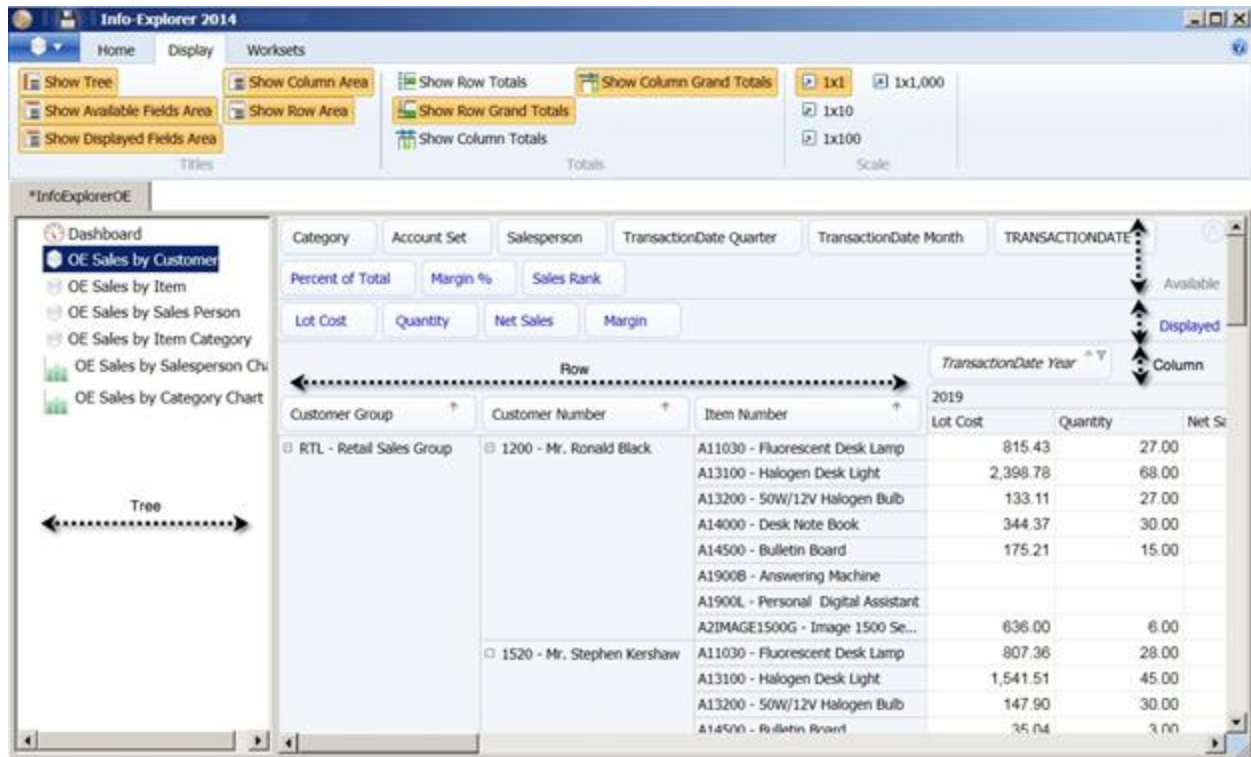 Info-Explorer 2014
Home Display Worksets
Show Tree Show Column Area Show Row Totals Show Column Grand Totals 1x1 1x1,000
Show Available Fields Area Show Row Area Show Row Grand Totals 1x10
Show Displayed Fields Area Show Column Totals 1x100
Titles Totals Scale
*InfoExplorerOE
Dashboard
OE Sales by Customer
OE Sales by Item
OE Sales by Sales Person
OE Sales by Item Category
OE Sales by Salesperson Cha
OE Sales by Category Chart
Tree
Category Account Set Salesperson TransactionDate Quarter TransactionDate Month TRANSACTIONDATE
Percent of Total Margin % Sales Rank Available
Lot Cost Quantity Net Sales Margin Displayed
Row TransactionDate Year Column
Customer Group Customer Number Item Number 2019
Lot Cost Quantity Net Sa
RTL - Retail Sales Group 1200 - Mr. Ronald Black A11030 - Fluorescent Desk Lamp 815.43 27.00
A13100 - Halogen Desk Light 2,398.78 68.00
A13200 - 50W/12V Halogen Bulb 133.11 27.00
A14000 - Desk Note Book 344.37 30.00
A14500 - Bulletin Board 175.21 15.00
A1900B - Answering Machine
A1900L - Personal Digital Assistant
A2IMAGE1500G - Image 1500 Se... 636.00 6.00
1520 - Mr. Stephen Kershaw A11030 - Fluorescent Desk Lamp 807.36 28.00
A13100 - Halogen Desk Light 1,541.51 45.00
A13200 - 50W/12V Halogen Bulb 147.90 30.00
A14500 - Bulletin Board 35.04 3.00